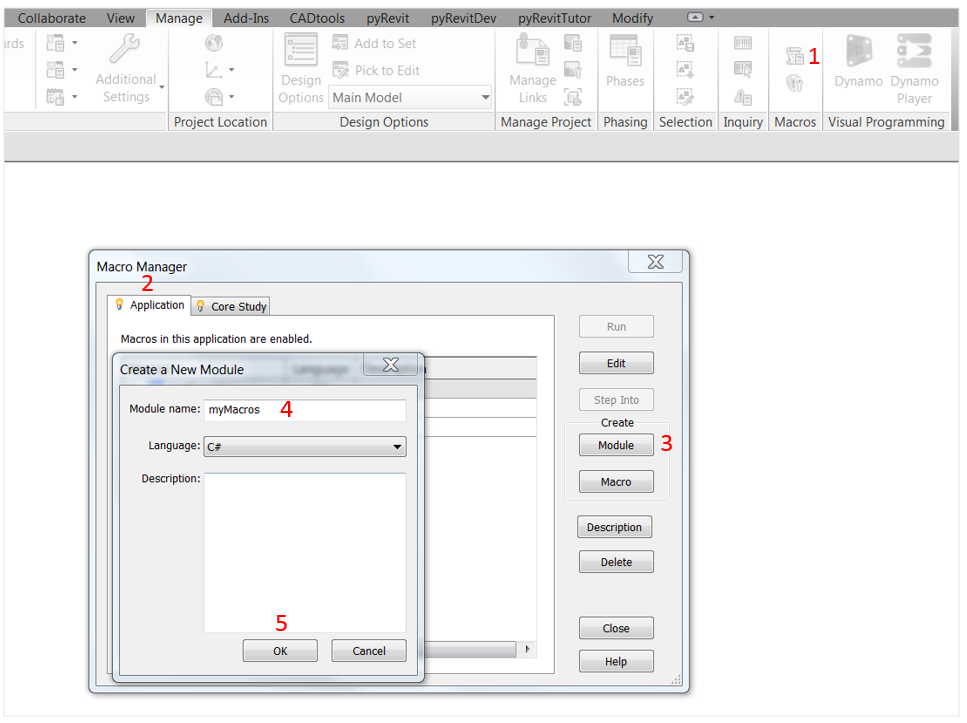 Collaborate View Manage Add-Ins CADtools pyRevit pyRevitDev pyRevitTutor Modify
Additional Settings
Project Location
Design Options
Add to Set
Pick to Edit
Main Model
Design Options
Manage Links
Manage Project
Phases
Phasing
Selection
Inquiry
1
Macros
Dynamo
Dynamo Player
Visual Programming
Macro Manager
2
Application
Core Study
Macros in this application are enabled.
Create a New Module
Module name: myMacros 4
Language: C#
Description:
5
OK
Cancel
Run
Edit
Step Into
Create
Module 3
Macro
Description
Delete
Close
Help